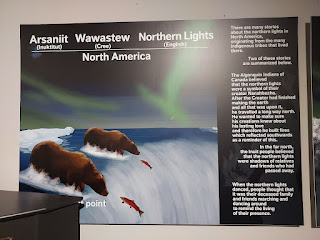 Arsaniit Wawastew Northern Lights
(Inuktitut) (Cree) (English)
North America
There are many stories
about the northern lights in
North America,
originating from the many
indigenous tribes that lived
there.
Two of those stories
are summarized below.
The Algonquin Indians of
Canada believed
that the northern lights
were a symbol of their
creator Nanahbozho.
After the Creator had finished
making the earth
and all that was upon it,
he travelled a long way north.
He wanted to make sure
his creations knew about
his lasting love
and therefore he built fires
which reflected southwards
as a reminder of this.
In the far north,
the Inuit people believed
that the northern lights
were shadows of relatives
and friends who had
passed away.
When the northern lights
danced, people thought that
it was their deceased family
and friends marching and
dancing around
to remind the living
of their presence.
point